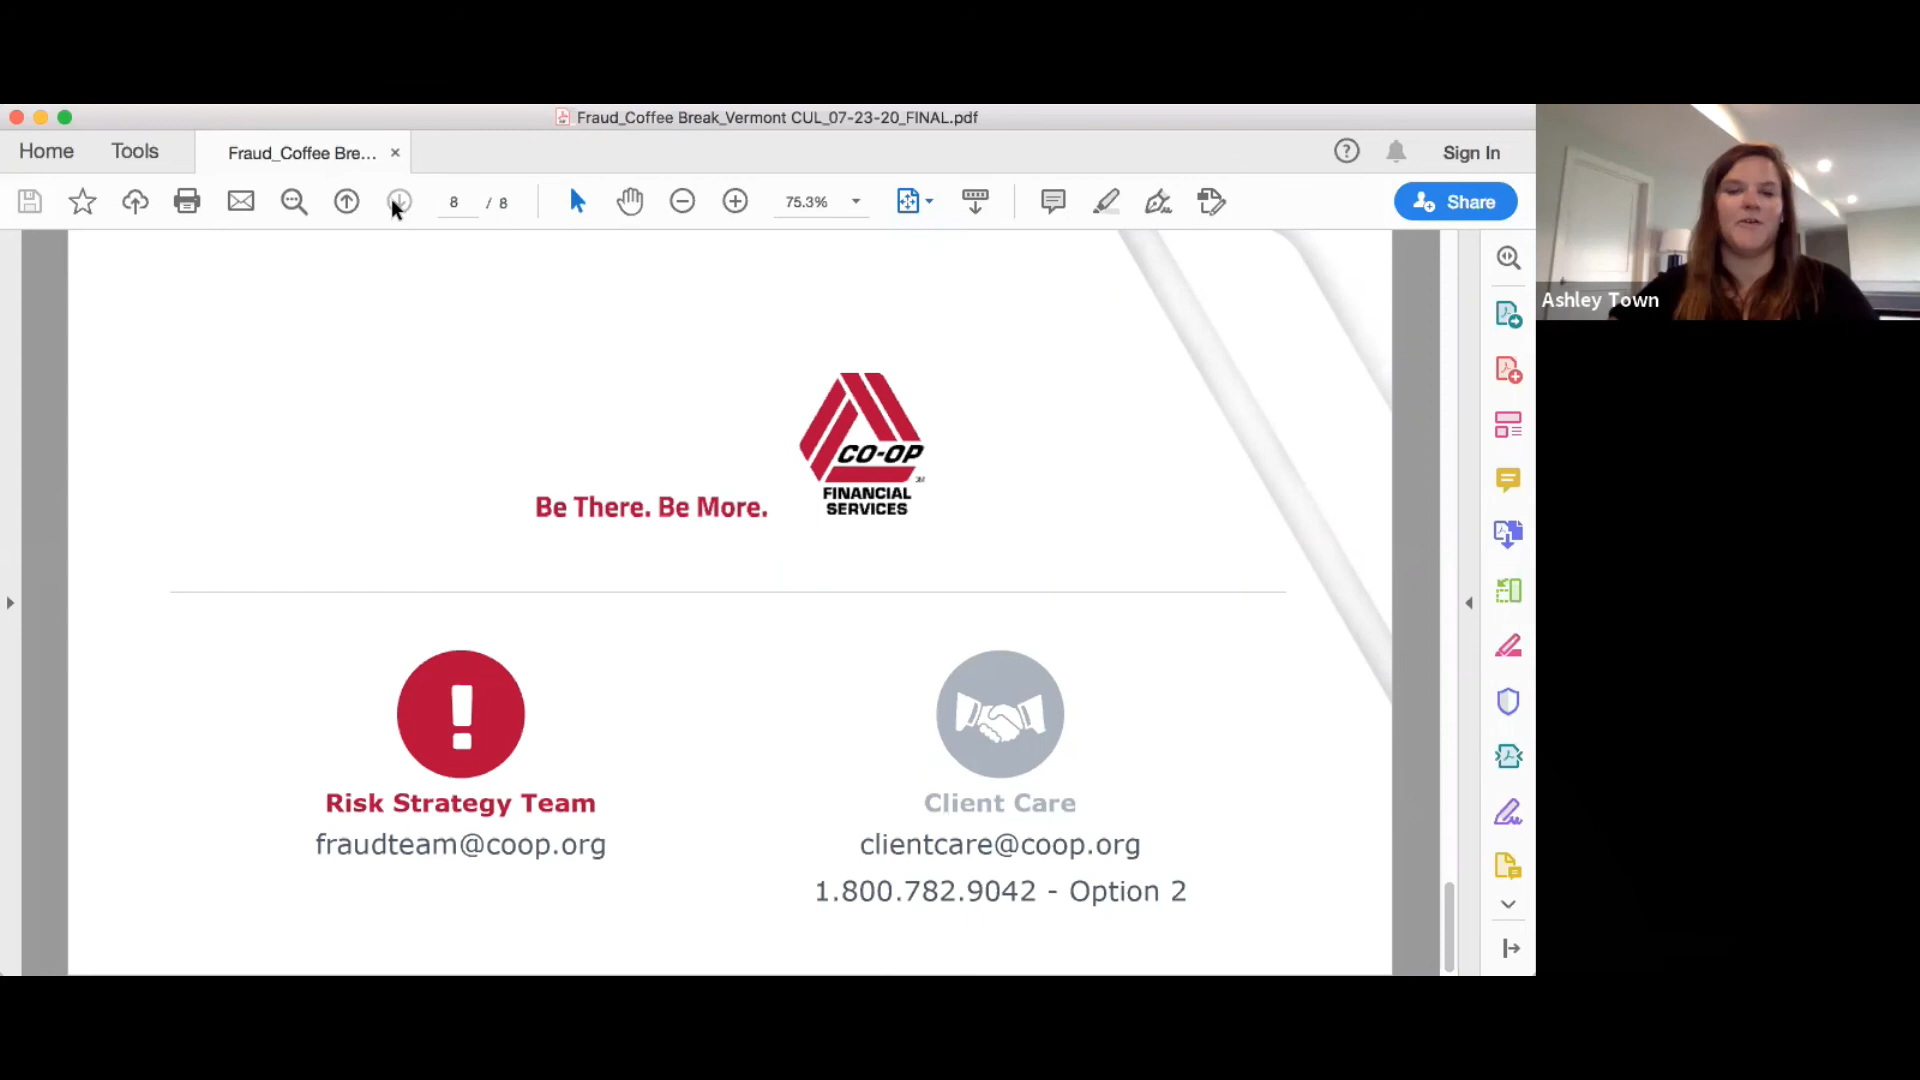 Fraud_Coffee Break_Vermont CUL_07-23-20_FINAL.pdf
Home
Tools
Fraud_Coffee Bre...
Sign In
8 / 8
75.3%
Share
Ashley Town
Be There. Be More.
CO-OP
SM
FINANCIAL
SERVICES
Risk Strategy Team
fraudteam@coop.org
Client Care
clientcare@coop.org
1.800.782.9042 - Option 2